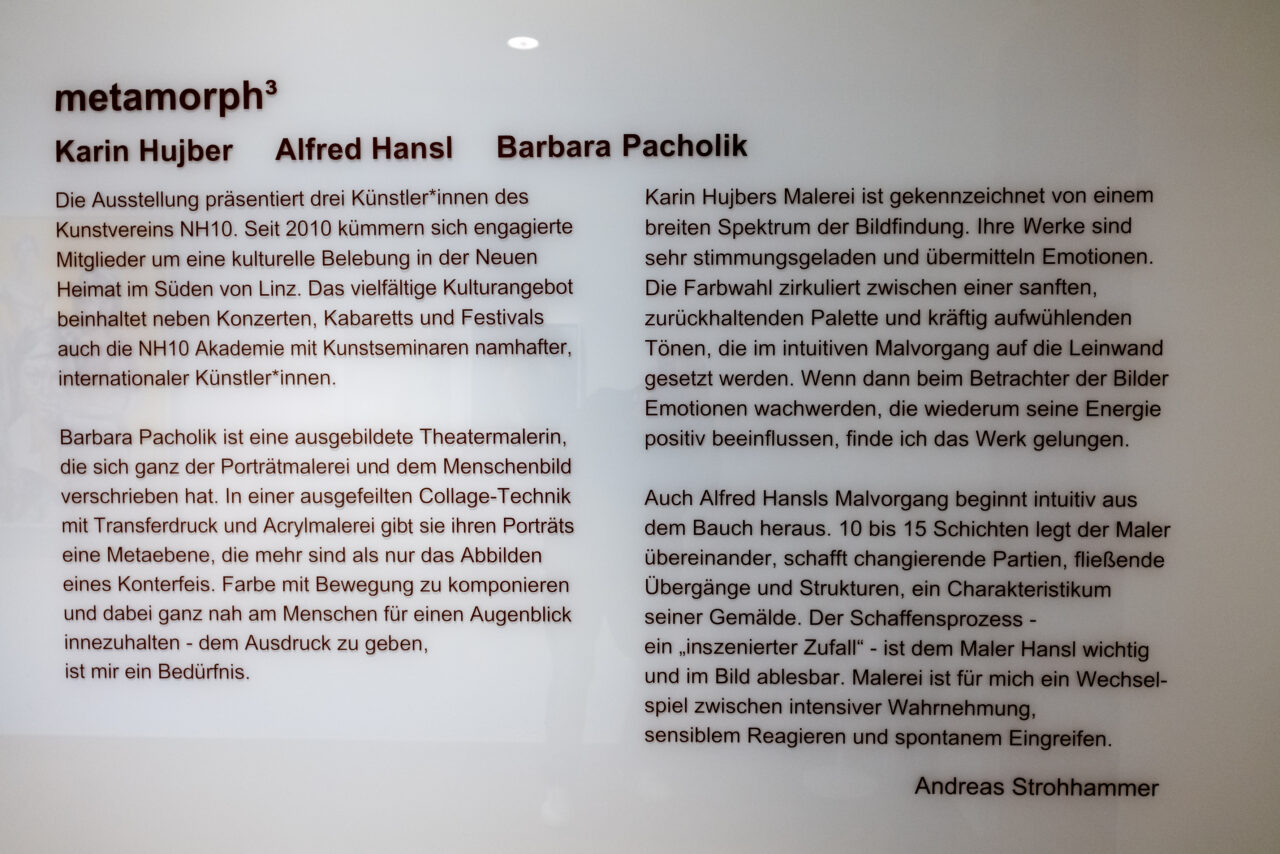 metamorph³
Karin Hujber Alfred Hansl Barbara Pacholik
Die Ausstellung präsentiert drei Künstler*innen des
Kunstvereins NH10. Seit 2010 kümmern sich engagierte
Mitglieder um eine kulturelle Belebung in der Neuen
Heimat im Süden von Linz. Das vielfältige Kulturangebot
beinhaltet neben Konzerten, Kabaretts und Festivals
auch die NH10 Akademie mit Kunstseminaren namhafter,
internationaler Künstler*innen.
Barbara Pacholik ist eine ausgebildete Theatermalerin,
die sich ganz der Porträtmalerei und dem Menschenbild
verschrieben hat. In einer ausgefeilten Collage-Technik
mit Transferdruck und Acrylmalerei gibt sie ihren Porträts
eine Metaebene, die mehr sind als nur das Abbilden
eines Konterfeis. Farbe mit Bewegung zu komponieren
und dabei ganz nah am Menschen für einen Augenblick
innezuhalten - dem Ausdruck zu geben,
ist mir ein Bedürfnis.
Karin Hujbers Malerei ist gekennzeichnet von einem
breiten Spektrum der Bildfindung. Ihre Werke sind
sehr stimmungsgeladen und übermitteln Emotionen.
Die Farbwahl zirkuliert zwischen einer sanften,
zurückhaltenden Palette und kräftig aufwühlenden
Tönen, die im intuitiven Malvorgang auf die Leinwand
gesetzt werden. Wenn dann beim Betrachter der Bilder
Emotionen wachwerden, die wiederum seine Energie
positiv beeinflussen, finde ich das Werk gelungen.
Auch Alfred Hansls Malvorgang beginnt intuitiv aus
dem Bauch heraus. 10 bis 15 Schichten legt der Maler
übereinander, schafft changierende Partien, fließende
Übergänge und Strukturen, ein Charakteristikum
seiner Gemälde. Der Schaffensprozess -
ein „inszenierter Zufall“ - ist dem Maler Hansl wichtig
und im Bild ablesbar. Malerei ist für mich ein Wechsel-
spiel zwischen intensiver Wahrnehmung,
sensiblem Reagieren und spontanem Eingreifen.
Andreas Strohhammer